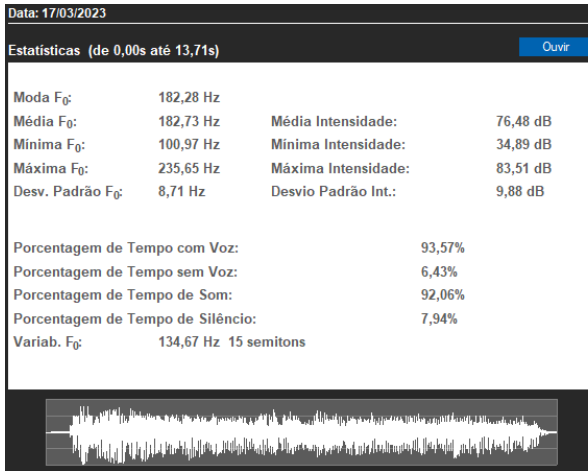 Data: 17/03/2023
Estatísticas (de 0,00s até 13,71s) Ouvir
Moda F₀: 182,28 Hz
Média F₀: 182,73 Hz Média Intensidade: 76,48 dB
Mínima F₀: 100,97 Hz Mínima Intensidade: 34,89 dB
Máxima F₀: 235,65 Hz Máxima Intensidade: 83,51 dB
Desv. Padrão F₀: 8,71 Hz Desvio Padrão Int.: 9,88 dB
Porcentagem de Tempo com Voz: 93,57%
Porcentagem de Tempo sem Voz: 6,43%
Porcentagem de Tempo de Som: 92,06%
Porcentagem de Tempo de Silêncio: 7,94%
Variab. F₀: 134,67 Hz 15 semitons